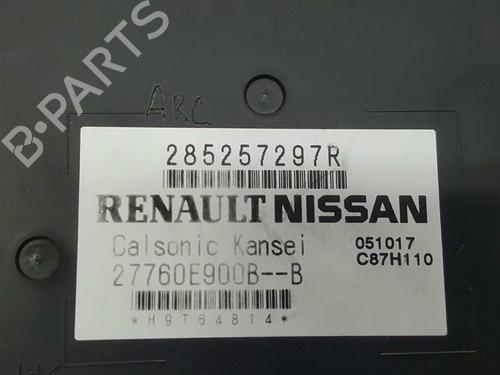 B-PARTS
ARC
285257297R
RENAULT NISSAN
Calsonic Kansei
051017
27760E900B--B
C87H110
*H9T64814*